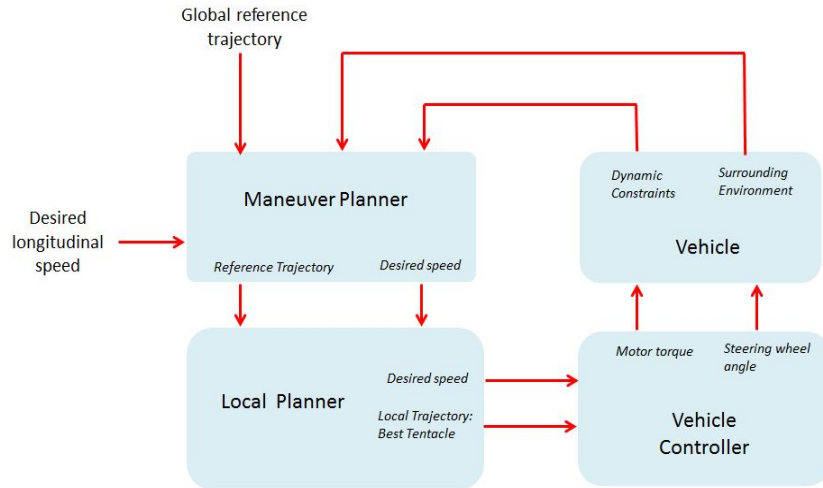 Global reference
trajectory
Dynamic
Constraints
Surrounding
Environment
Maneuver Planner
Vehicle
Desired
longitudinal
speed
Reference Trajectory
Desired speed
Motor torque
Steering wheel
angle
Desired speed
Local Planner
Local Trajectory:
Best Tentacle
Vehicle
Controller